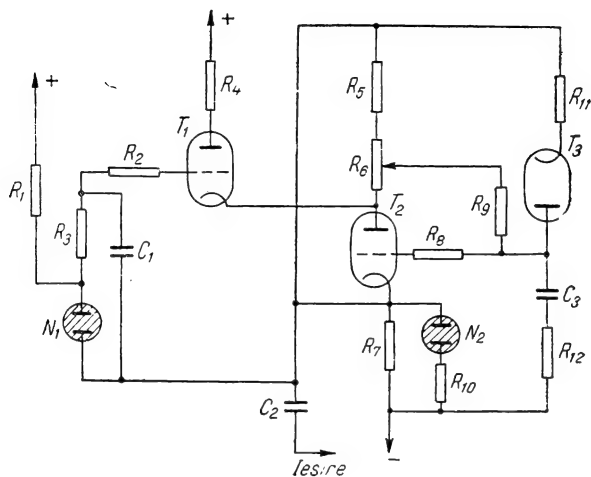 +
+
R4
R5
R11
T1
T3
R2
R6
R1
T2
R9
R3
C1
R8
C3
N1
N2
R7
R12
R10
C2
Iesire
−